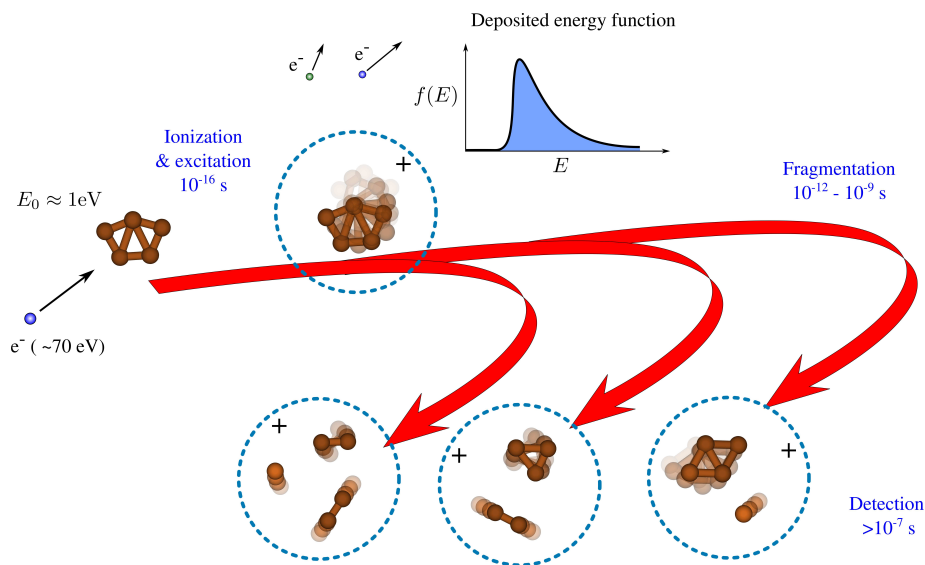 Deposited energy function
e⁻
e⁻
f(E)
E
Ionization
& excitation
10⁻¹⁶ s
+
Fragmentation
10⁻¹² - 10⁻⁹ s
E₀ ≈ 1eV
e⁻ ( ~70 eV)
+
+
+
Detection
>10⁻⁷ s